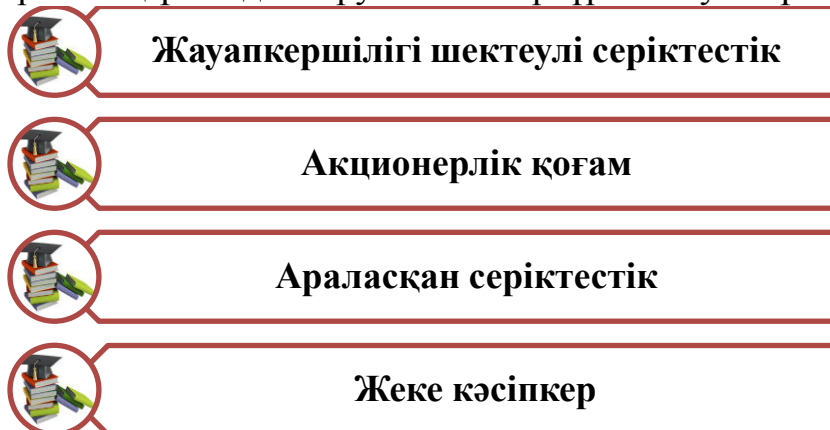 Жауапкершілігі шектеулі серіктестік
Акционерлік қоғам
Араласқан серіктестік
Жеке кәсіпкер